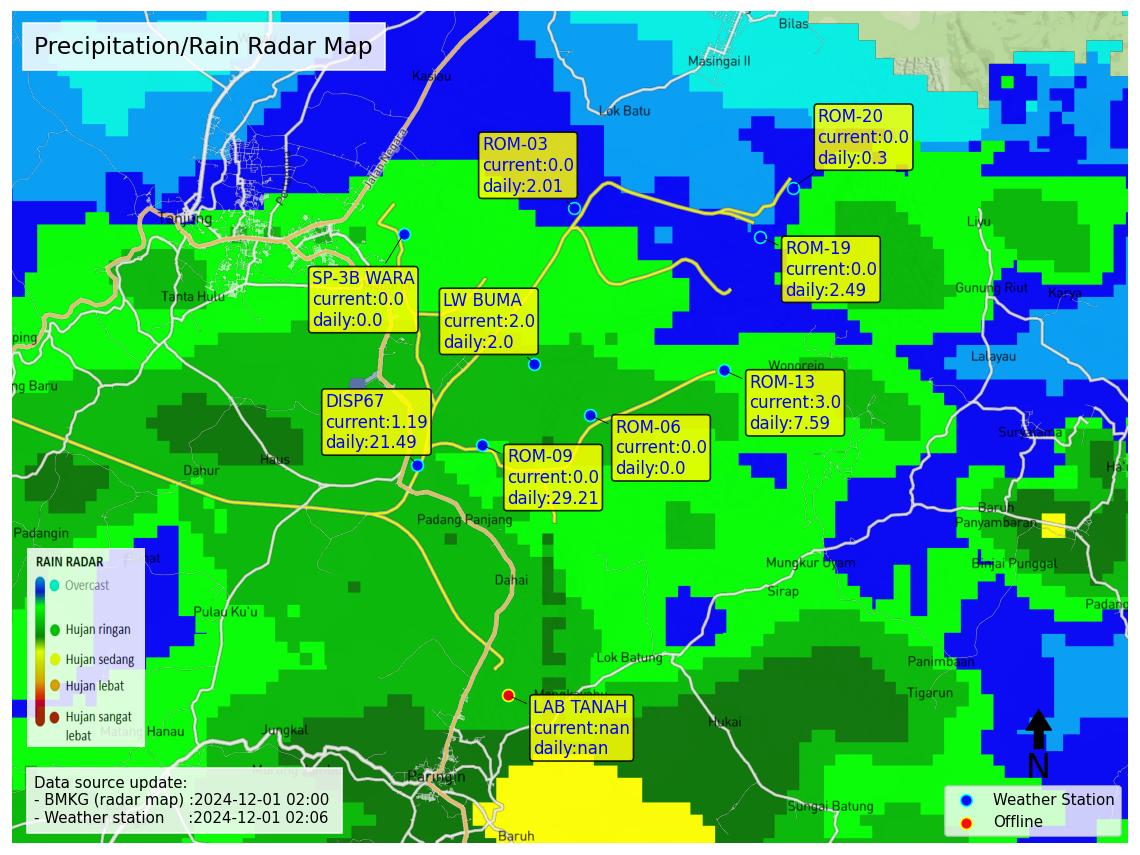 Precipitation/Rain Radar Map
Bilas
Masingai II
Kasiau
Lok Batu
Jalan Negara
Tanjung
ROM-03
current:0.0
daily:2.01
ROM-20
current:0.0
daily:0.3
Liyu
ROM-19
current:0.0
daily:2.49
SP-3B WARA
current:0.0
daily:0.0
Tanta Hulu
LW BUMA
current:2.0
daily:2.0
Gunung Riut
Karya
ping
ng Baru
Lalayau
Wonorejo
ROM-13
current:3.0
daily:7.59
DISP67
current:1.19
daily:21.49
ROM-06
current:0.0
daily:0.0
ROM-09
current:0.0
daily:29.21
Suryatama
Ha'u
Haus
Dahur
Padang Panjang
Padangin
Baruh
Panyambaran
Mungkur Uyam
Binjai Punggal
Dahai
Sirap
Padang
Pulau Ku'u
RAIN RADAR
Overcast
Hujan ringan
Hujan sedang
Hujan lebat
Hujan sangat
lebat
Lok Batung
Panimbaan
Tigarun
LAB TANAH
current:nan
daily:nan
Hukai
Matang Hanau
Jungkal
Paringin
N
Sungai Batung
Baruh
Data source update:
- BMKG (radar map) :2024-12-01 02:00
- Weather station :2024-12-01 02:06
Weather Station
Offline